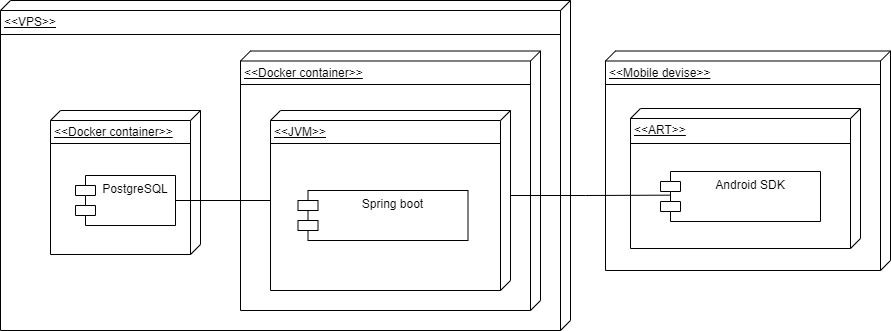 <<VPS>>
<<Docker container>>
<<Mobile devise>>
<<Docker container>>
<<JVM>>
<<ART>>
PostgreSQL
Spring boot
Android SDK